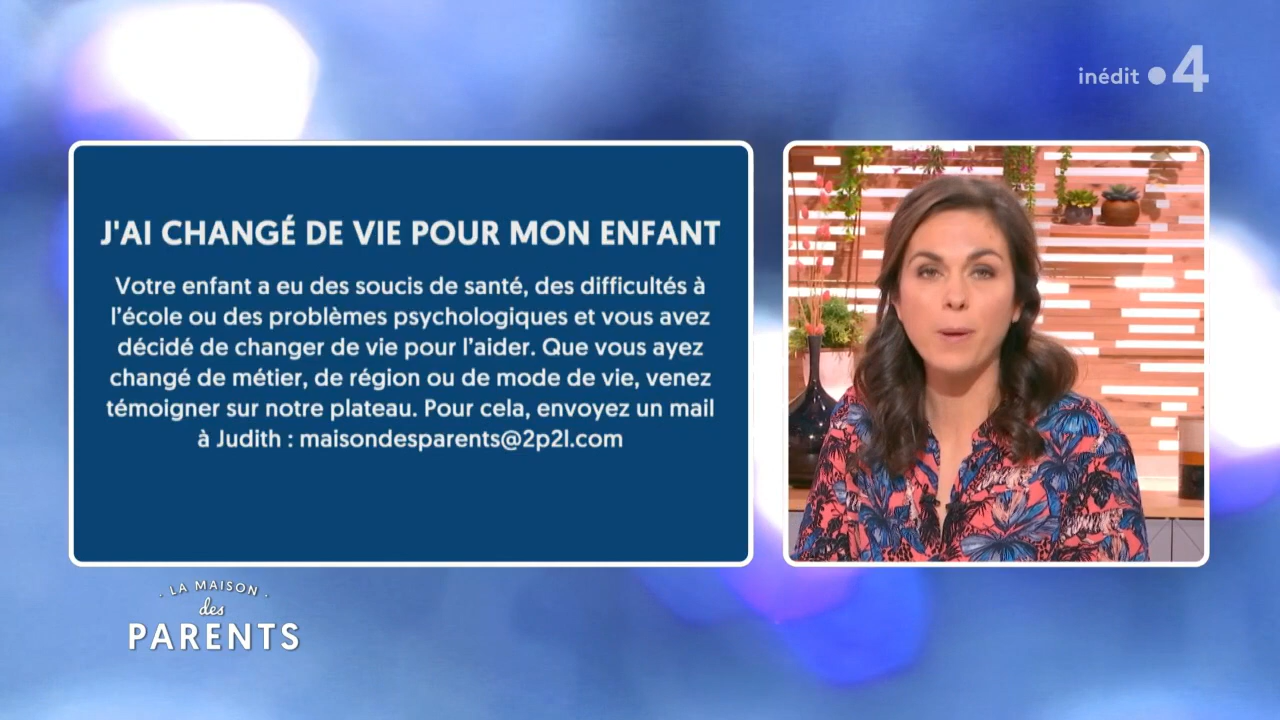 inédit 4
J'AI CHANGÉ DE VIE POUR MON ENFANT
Votre enfant a eu des soucis de santé, des difficultés à
l'école ou des problèmes psychologiques et vous avez
décidé de changer de vie pour l'aider. Que vous ayez
changé de métier, de région ou de mode de vie, venez
témoigner sur notre plateau. Pour cela, envoyez un mail
à Judith : maisondesparents@2p2l.com
· LA MAISON ·
des
PARENTS